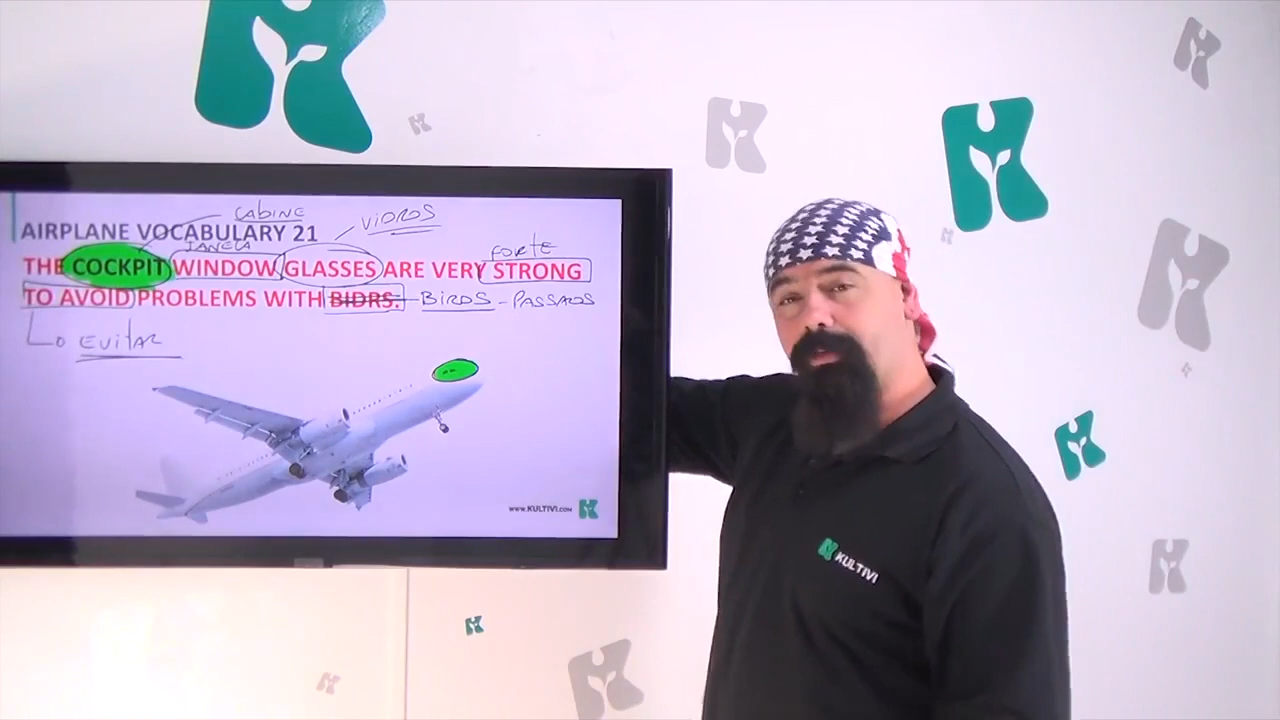 CABINE
VIDROS
AIRPLANE VOCABULARY 21
JANELA
FORTE
THE COCKPIT WINDOW GLASSES ARE VERY STRONG
TO AVOID PROBLEMS WITH BIDRS. BIRDS - PASSAROS
EVITAR
WWW.KULTIVI.COM
KULTIVI